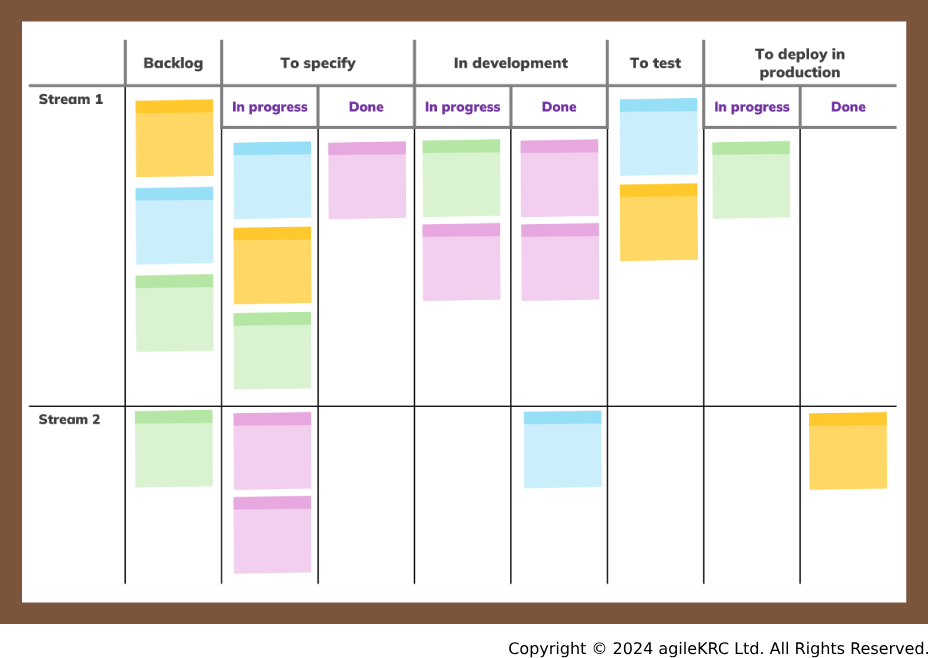 Backlog
To specify
In development
To test
To deploy in
production
Stream 1
In progress
Done
In progress
Done
In progress
Done
Stream 2
Copyright © 2024 agileKRC Ltd. All Rights Reserved.